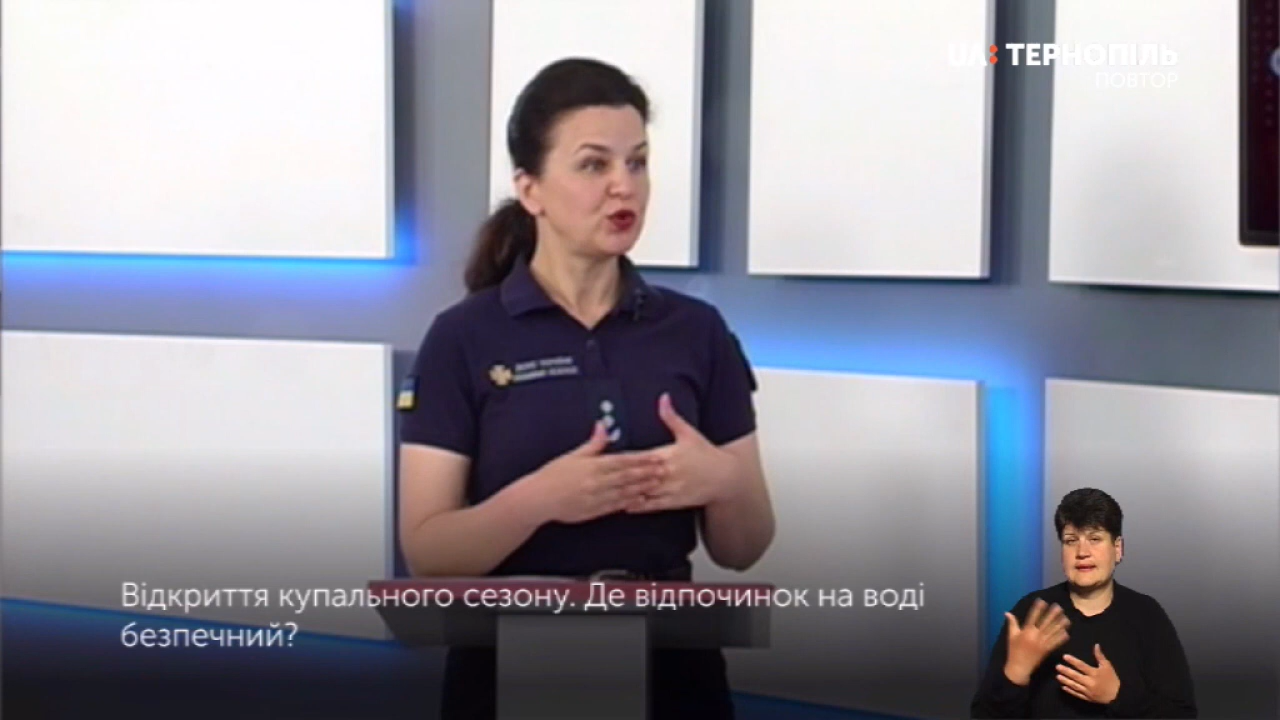 UA: ТЕРНОПІЛЬ
ПОВТОР
Відкриття купального сезону. Де відпочинок на воді
безпечний?